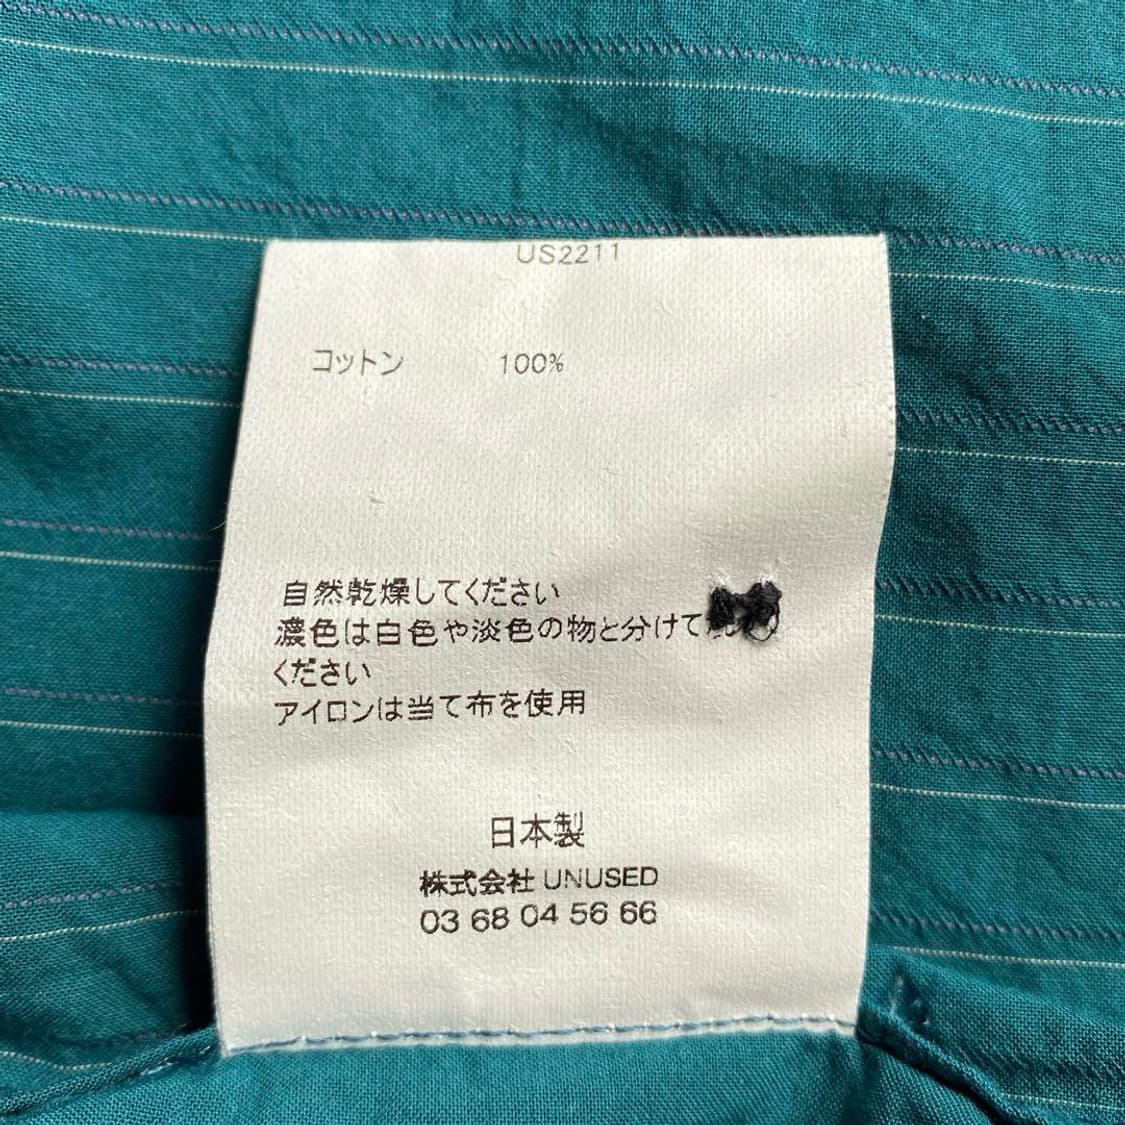 US2211
コットン 100%
自然乾燥してください
濃色は白色や淡色の物と分けて
ください
アイロンは当て布を使用
日本製
株式会社 UNUSED
03 68 04 56 66